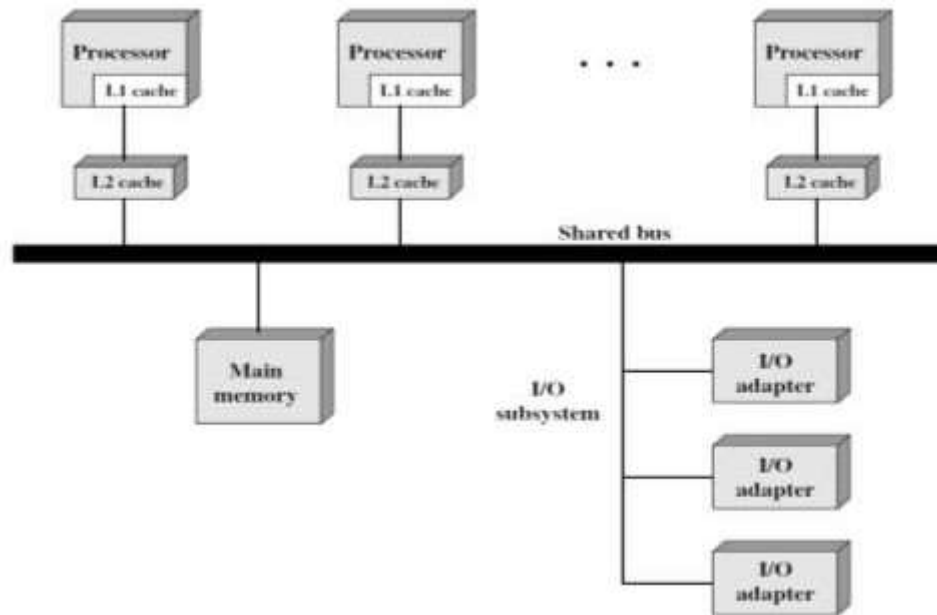 Processor
L1 cache
Processor
L1 cache
. . .
Processor
L1 cache
L2 cache
L2 cache
L2 cache
Shared bus
Main
memory
I/O
subsystem
I/O
adapter
I/O
adapter
I/O
adapter